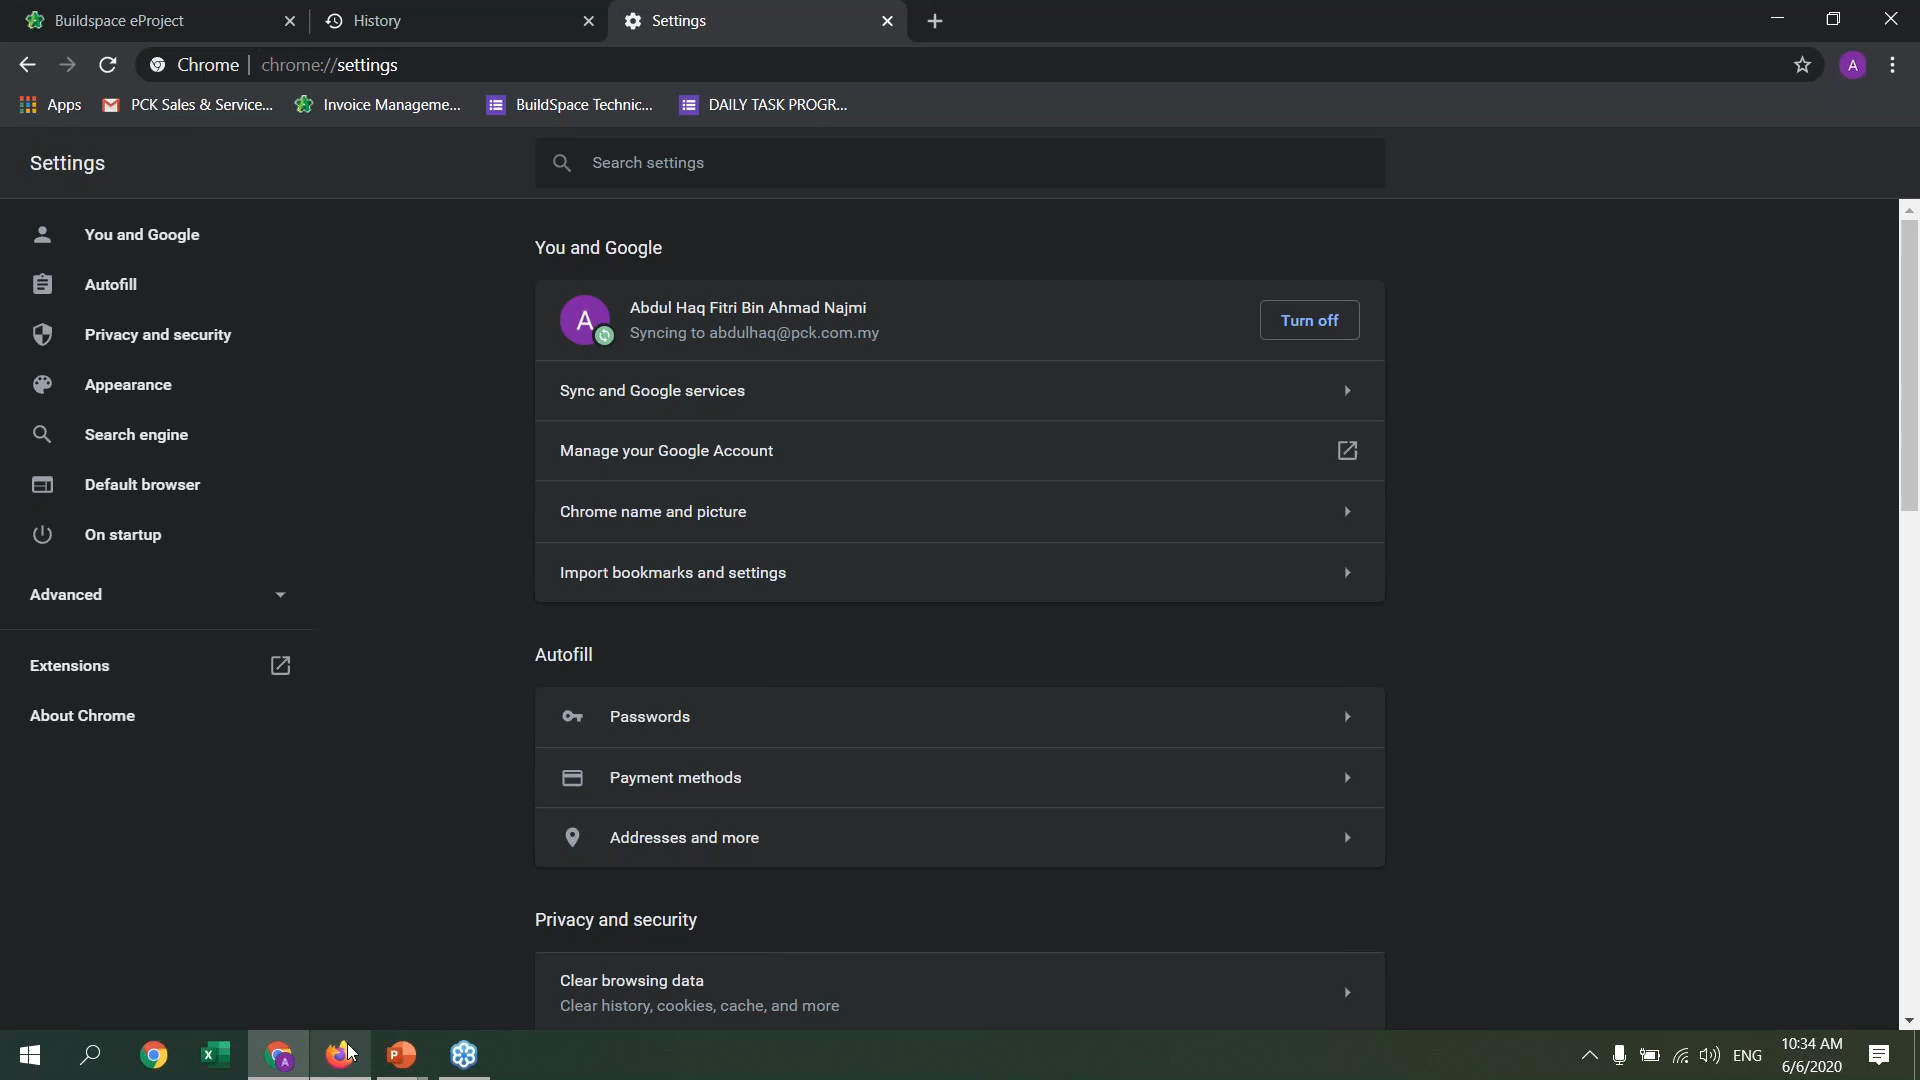 Buildspace eProject
History
Settings
Chrome
chrome://settings
Apps
PCK Sales & Service...
Invoice Manageme...
BuildSpace Technic...
DAILY TASK PROGR...
A
Settings
Search settings
You and Google
Autofill
Privacy and security
Appearance
Search engine
Default browser
On startup
Advanced
Extensions
About Chrome
You and Google
A
Abdul Haq Fitri Bin Ahmad Najmi
Syncing to abdulhaq@pck.com.my
Turn off
Sync and Google services
Manage your Google Account
Chrome name and picture
Import bookmarks and settings
Autofill
Passwords
Payment methods
Addresses and more
Privacy and security
Clear browsing data
Clear history, cookies, cache, and more
ENG
10:34 AM
6/6/2020